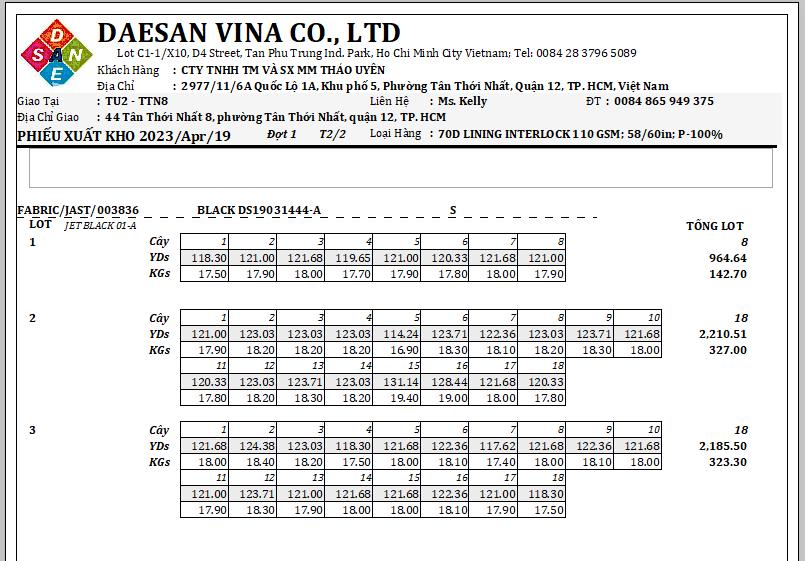 DAESAN VINA CO., LTD
D
S A N
E
Lot C1-1/X10, D4 Street, Tan Phu Trung Ind. Park, Ho Chi Minh City Vietnam; Tel: 0084 28 3796 5089
Khách Hàng : CTY TNHH TM VÀ SX MM THẢO UYÊN
Địa Chỉ : 2977/11/6A Quốc Lộ 1A, Khu phố 5, Phường Tân Thới Nhất, Quận 12, TP. HCM, Việt Nam
Giao Tại : TU2 - TTN8 Liên Hệ : Ms. Kelly ĐT : 0084 865 949 375
Địa Chỉ Giao : 44 Tân Thới Nhất 8, phường Tân Thới Nhất, quận 12, TP. HCM
PHIẾU XUẤT KHO 2023/Apr/19 Đợt 1 T2/2 Loại Hàng : 70D LINING INTERLOCK 110 GSM; 58/60in; P-100%
FABRIC/JAST/003836 BLACK DS19031444-A S
LOT JET BLACK 01-A TỔNG LOT
1 Cây 1 2 3 4 5 6 7 8 8
YDs 118.30 121.00 121.68 119.65 121.00 120.33 121.68 121.00 964.64
KGs 17.50 17.90 18.00 17.70 17.90 17.80 18.00 17.90 142.70
2 Cây 1 2 3 4 5 6 7 8 9 10 18
YDs 121.00 123.03 123.03 123.03 114.24 123.71 122.36 123.03 123.71 121.68 2,210.51
KGs 17.90 18.20 18.20 18.20 16.90 18.30 18.10 18.20 18.30 18.00 327.00
11 12 13 14 15 16 17 18
120.33 123.03 123.71 123.03 131.14 128.44 121.68 120.33
17.80 18.20 18.30 18.20 19.40 19.00 18.00 17.80
3 Cây 1 2 3 4 5 6 7 8 9 10 18
YDs 121.68 124.38 123.03 118.30 121.68 122.36 117.62 121.68 122.36 121.68 2,185.50
KGs 18.00 18.40 18.20 17.50 18.00 18.10 17.40 18.00 18.10 18.00 323.30
11 12 13 14 15 16 17 18
121.00 123.71 121.00 121.68 121.68 122.36 121.00 118.30
17.90 18.30 17.90 18.00 18.00 18.10 17.90 17.50